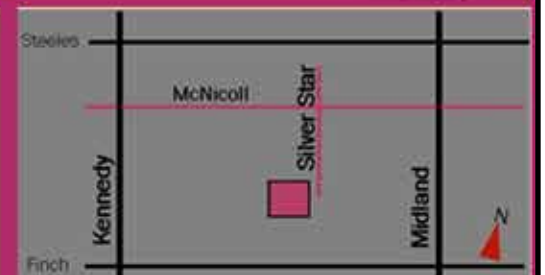 Steeles
McNicoll
Silver Star
Kennedy
Midland
N
Finch